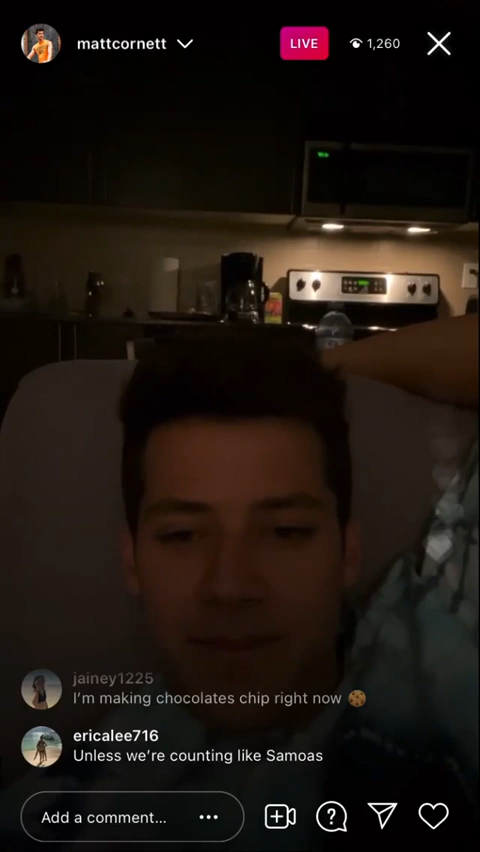 mattcornett
LIVE
1,260
jainey1225
I'm making chocolates chip right now 🍪
ericalee716
Unless we're counting like Samoas
Add a comment...